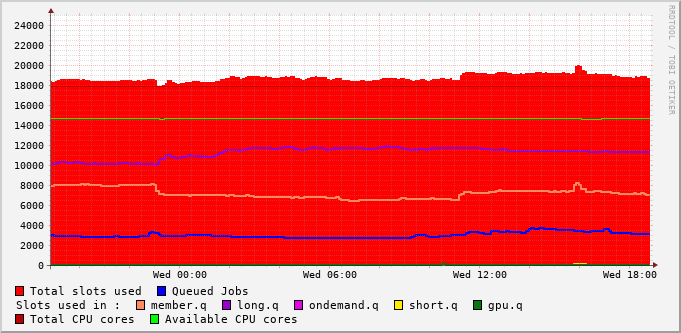 RRDTOOL / TOBI OETIKER
24000
22000
20000
18000
16000
14000
12000
10000
8000
6000
4000
2000
0
Wed 00:00 Wed 06:00 Wed 12:00 Wed 18:00
Total slots used Queued Jobs
Slots used in : member.q long.q ondemand.q short.q gpu.q
Total CPU cores Available CPU cores